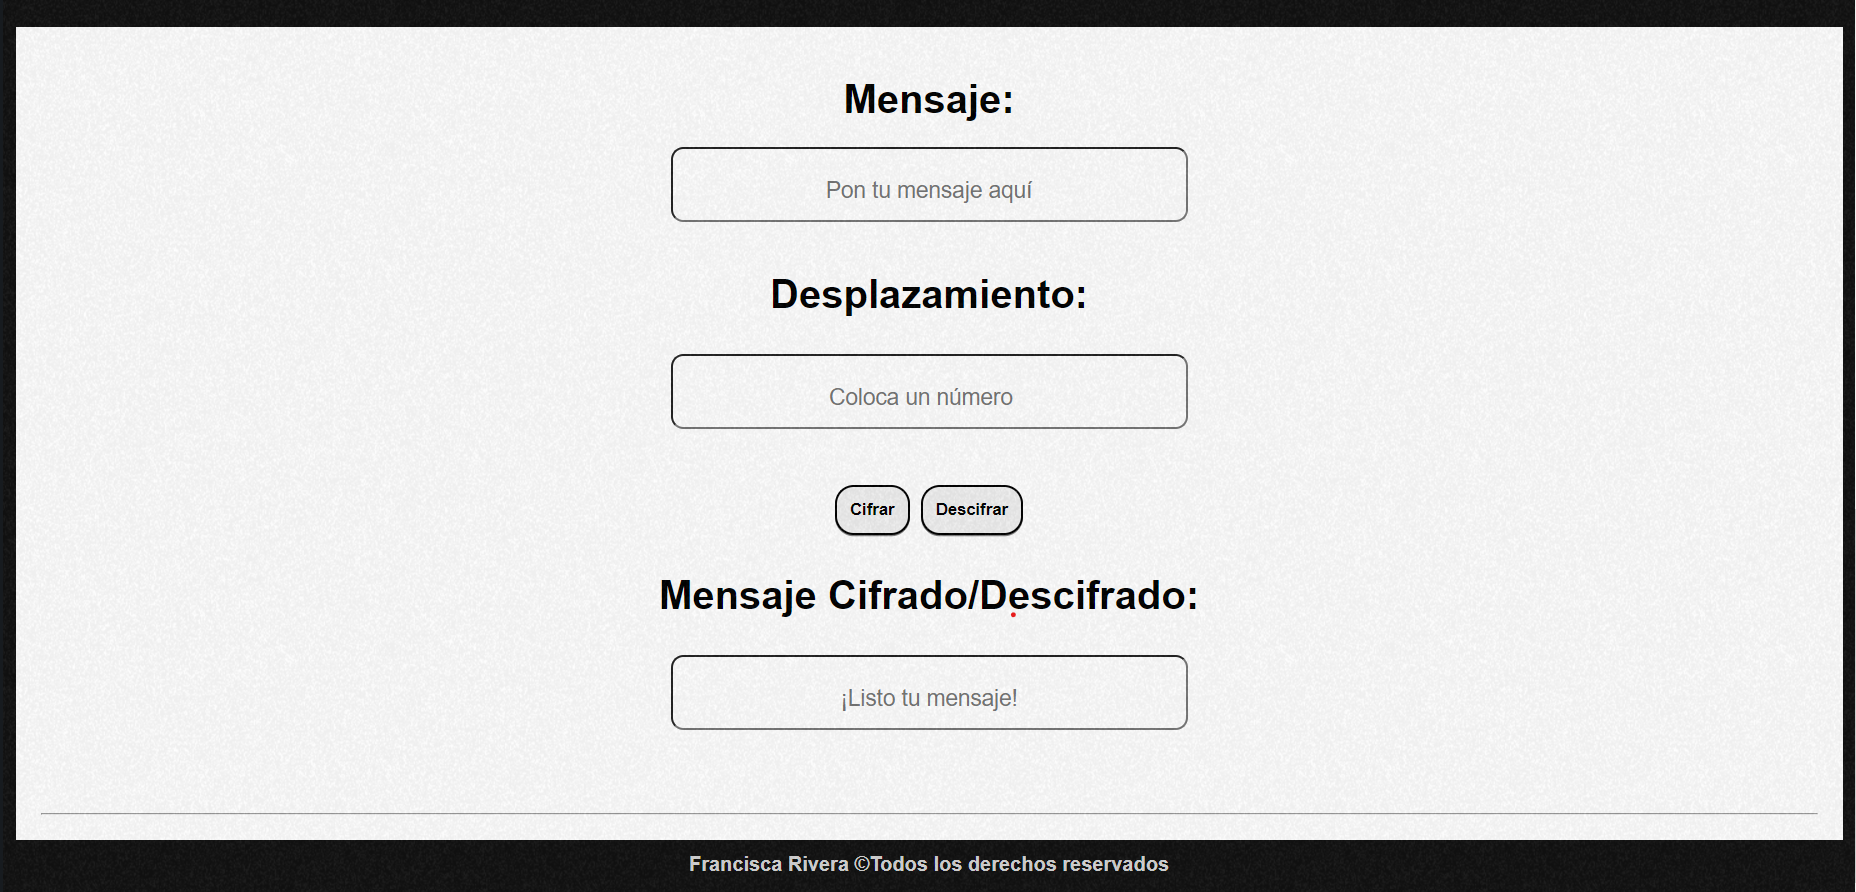 Mensaje:
Pon tu mensaje aquí
Desplazamiento:
Coloca un número
Cifrar Descifrar
Mensaje Cifrado/Descifrado:
¡Listo tu mensaje!
Francisca Rivera ©Todos los derechos reservados